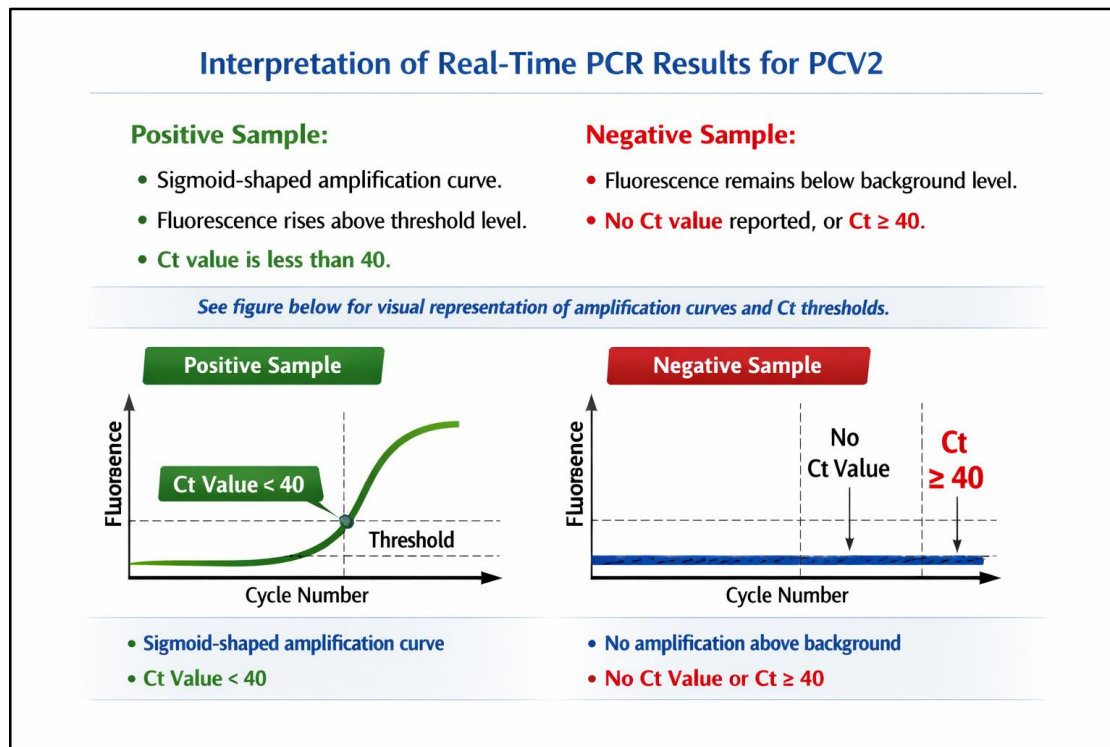 Interpretation of Real-Time PCR Results for PCV2
Positive Sample:
• Sigmoid-shaped amplification curve.
• Fluorescence rises above threshold level.
• Ct value is less than 40.
Negative Sample:
• Fluorescence remains below background level.
• No Ct value reported, or Ct ≥ 40.
See figure below for visual representation of amplification curves and Ct thresholds.
Positive Sample
Fluorsence
Ct Value < 40
Threshold
Cycle Number
• Sigmoid-shaped amplification curve
• Ct Value < 40
Negative Sample
Fluorsence
No
Ct Value
Ct
≥ 40
Cycle Number
• No amplification above background
• No Ct Value or Ct ≥ 40